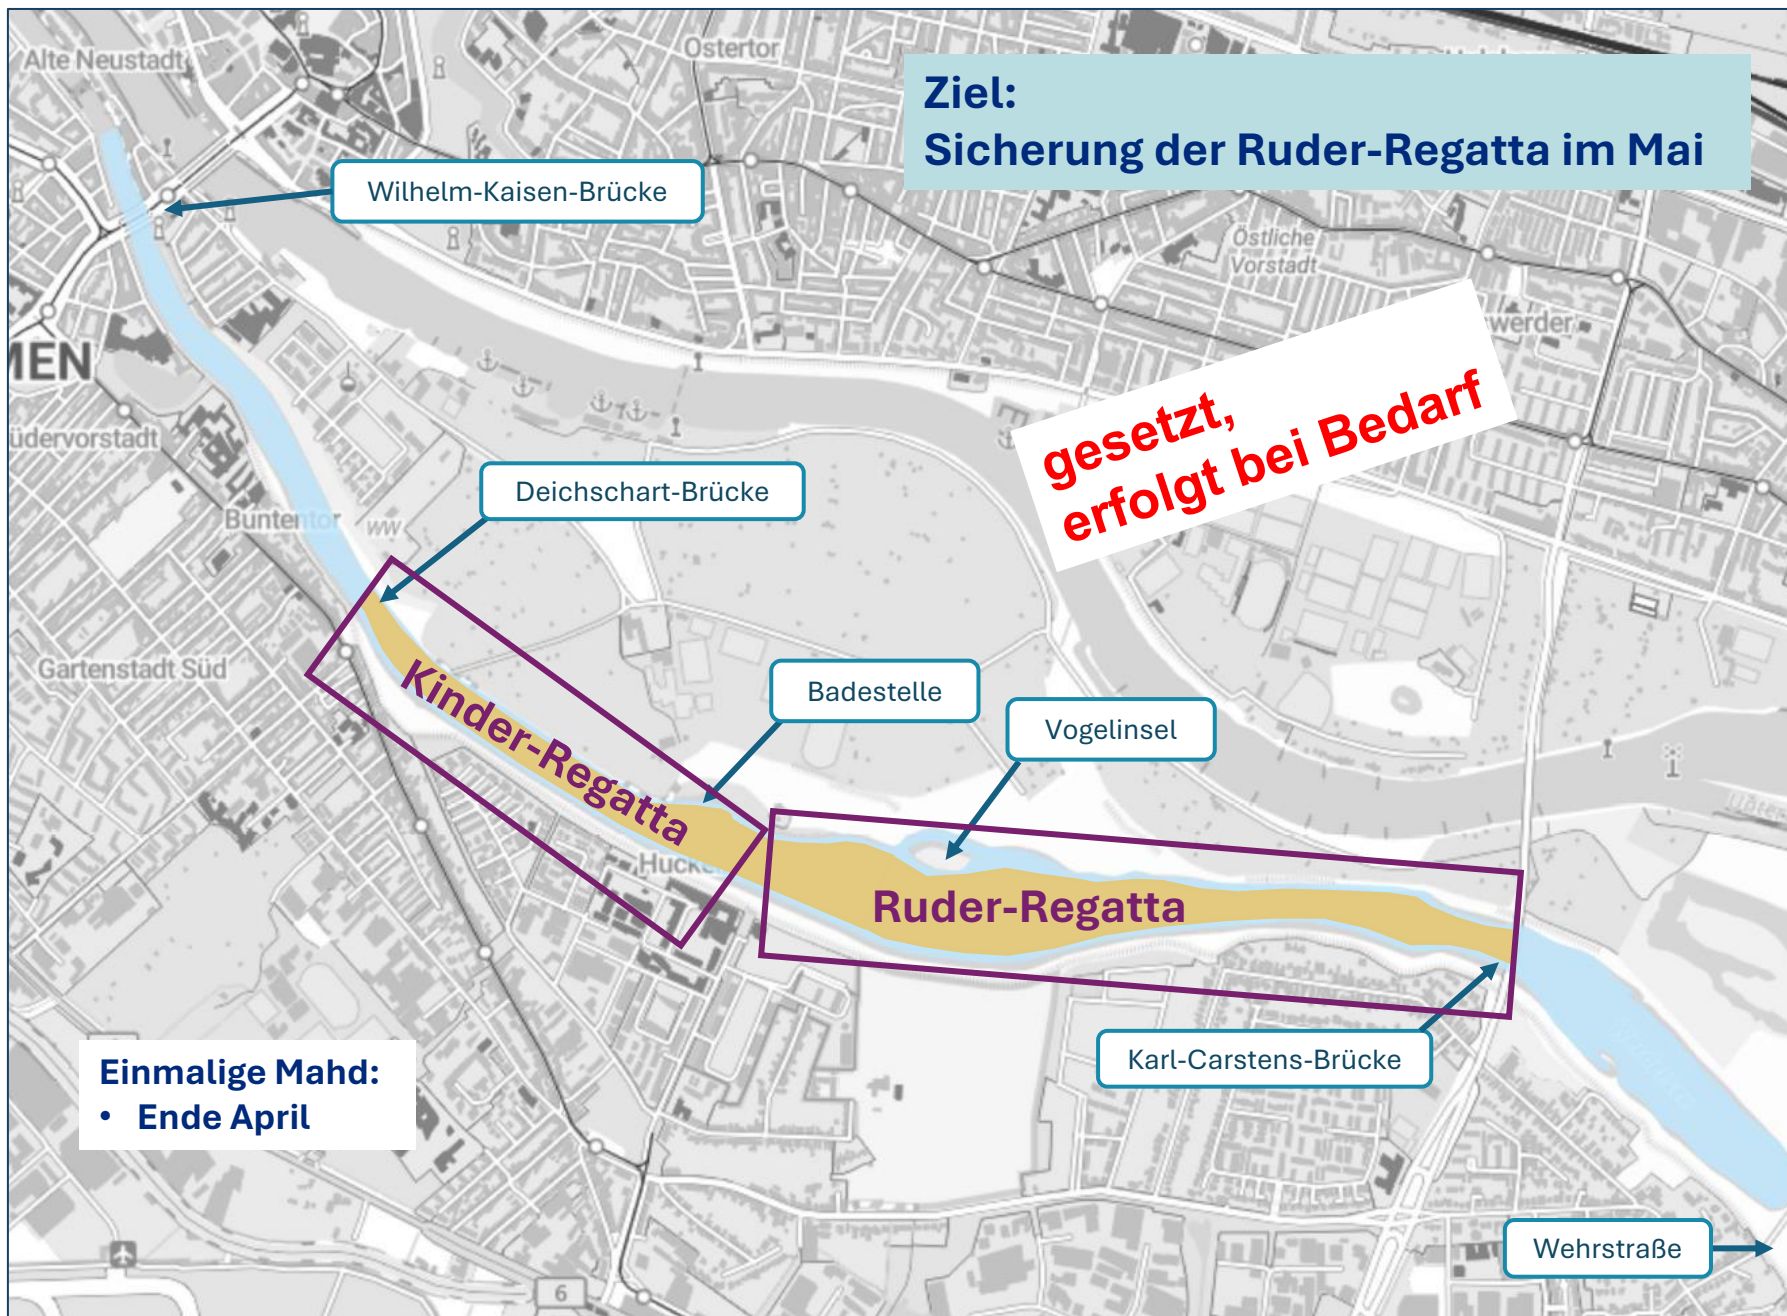 Alte Neustadt
Ostertor
Ziel:
Sicherung der Ruder-Regatta im Mai
Wilhelm-Kaisen-Brücke
Östliche
Vorstadt
werder
MEN
gesetzt,
erfolgt bei Bedarf
üdervorstadt
Deichschart-Brücke
Buntentor
WW
Gartenstadt Süd
Kinder-Regatta
Badestelle
Vogelinsel
Hucke
Ruder-Regatta
Karl-Carstens-Brücke
Einmalige Mahd:
• Ende April
Wehrstraße
6